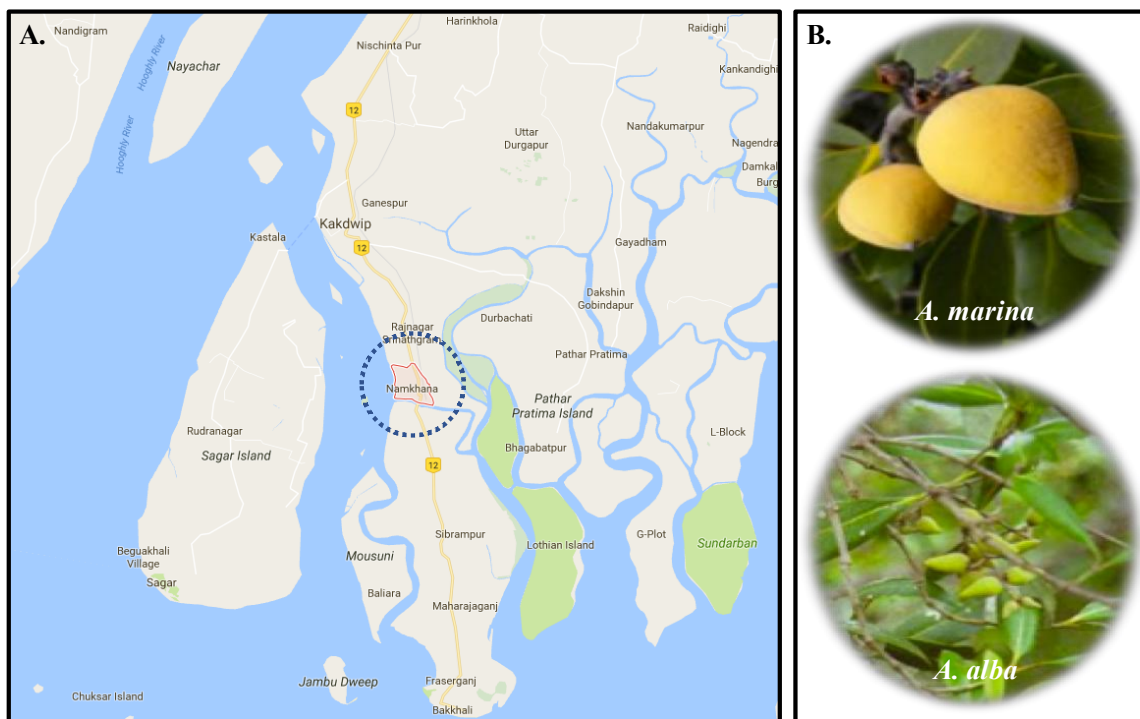 A.
Nandigram
Hooghly River
Nayachar
Hooghly River
Harinkhola
Nischinta Pur
12
Raidighi
Kankandighi
Nandakumarpur
Uttar
Durgapur
Nagendra
Damkal
Burg
Ganespur
Kakdwip
Kastala
12
Gayadham
Dakshin
Gobindapur
Durbachati
Rajnagar
Srinathgram
Pathar Pratima
Namkhana
Pathar
Pratima Island
Rudranagar
Sagar Island
L-Block
Bhagabatpur
12
Sibrampur
Lothian Island
G-Plot
Sundarban
Beguakhali
Village
Sagar
Mousuni
Baliara
Maharajaganj
Jambu Dweep
Fraserganj
Chuksar Island
Bakkhali
B.
A. marina
A. alba